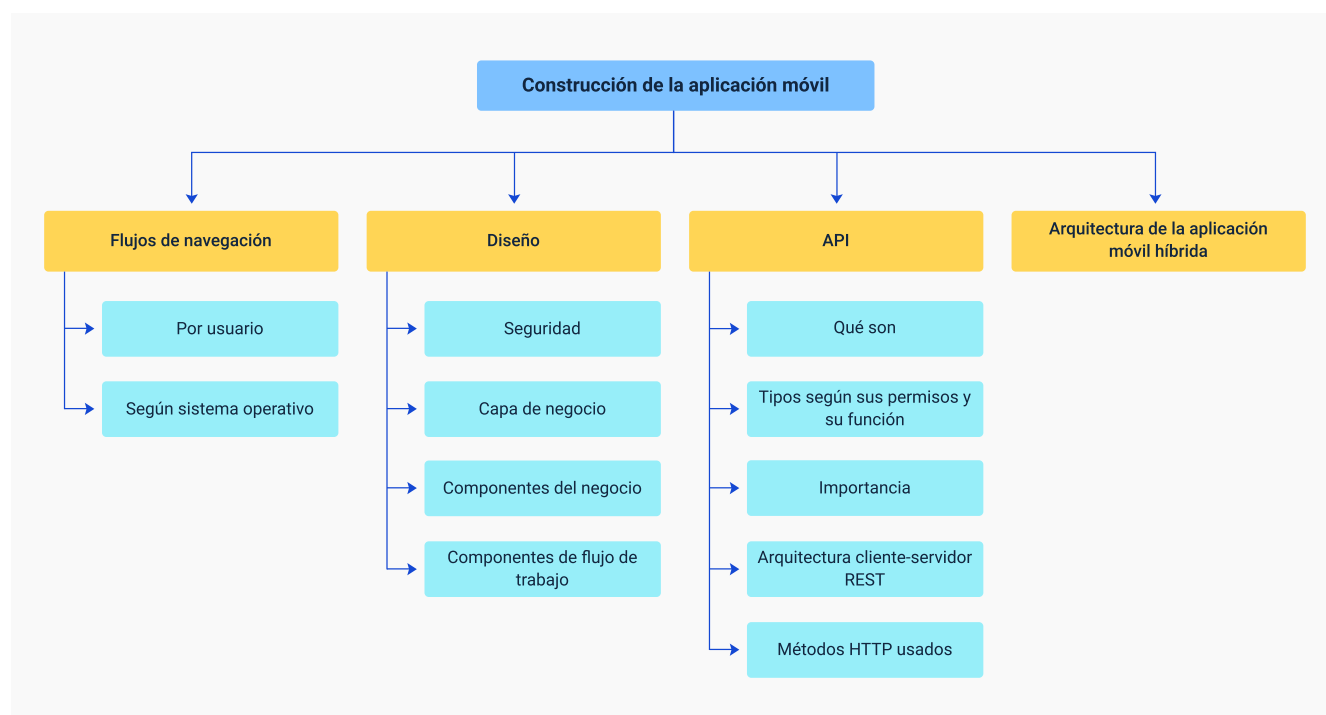 Construcción de la aplicación móvil
Flujos de navegación
Por usuario
Según sistema operativo
Diseño
Seguridad
Capa de negocio
Componentes del negocio
Componentes de flujo de
trabajo
API
Qué son
Tipos según sus permisos y
su función
Importancia
Arquitectura cliente-servidor
REST
Métodos HTTP usados
Arquitectura de la aplicación
móvil híbrida